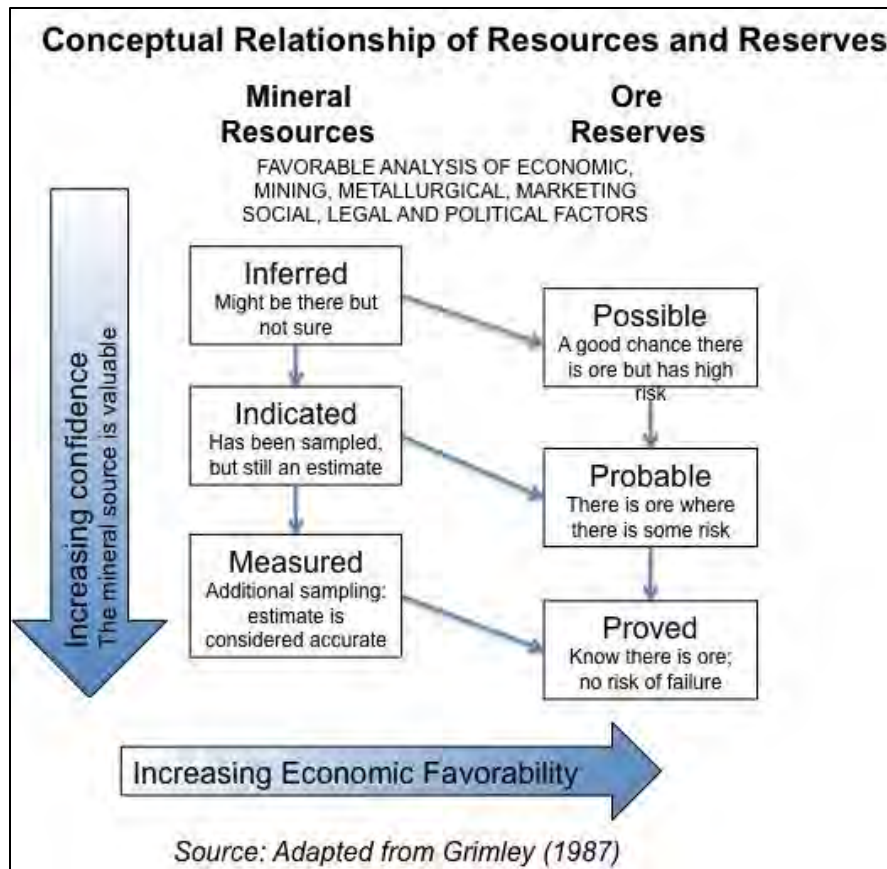 Conceptual Relationship of Resources and Reserves
Mineral
Resources
Ore
Reserves
FAVORABLE ANALYSIS OF ECONOMIC,
MINING, METALLURGICAL, MARKETING
SOCIAL, LEGAL AND POLITICAL FACTORS
Increasing confidence
The mineral source is valuable
Inferred
Might be there but
not sure
Possible
A good chance there
is ore but has high
risk
Indicated
Has been sampled,
but still an estimate
Probable
There is ore where
there is some risk
Measured
Additional sampling:
estimate is
considered accurate
Proved
Know there is ore;
no risk of failure
Increasing Economic Favorability
Source: Adapted from Grimley (1987)